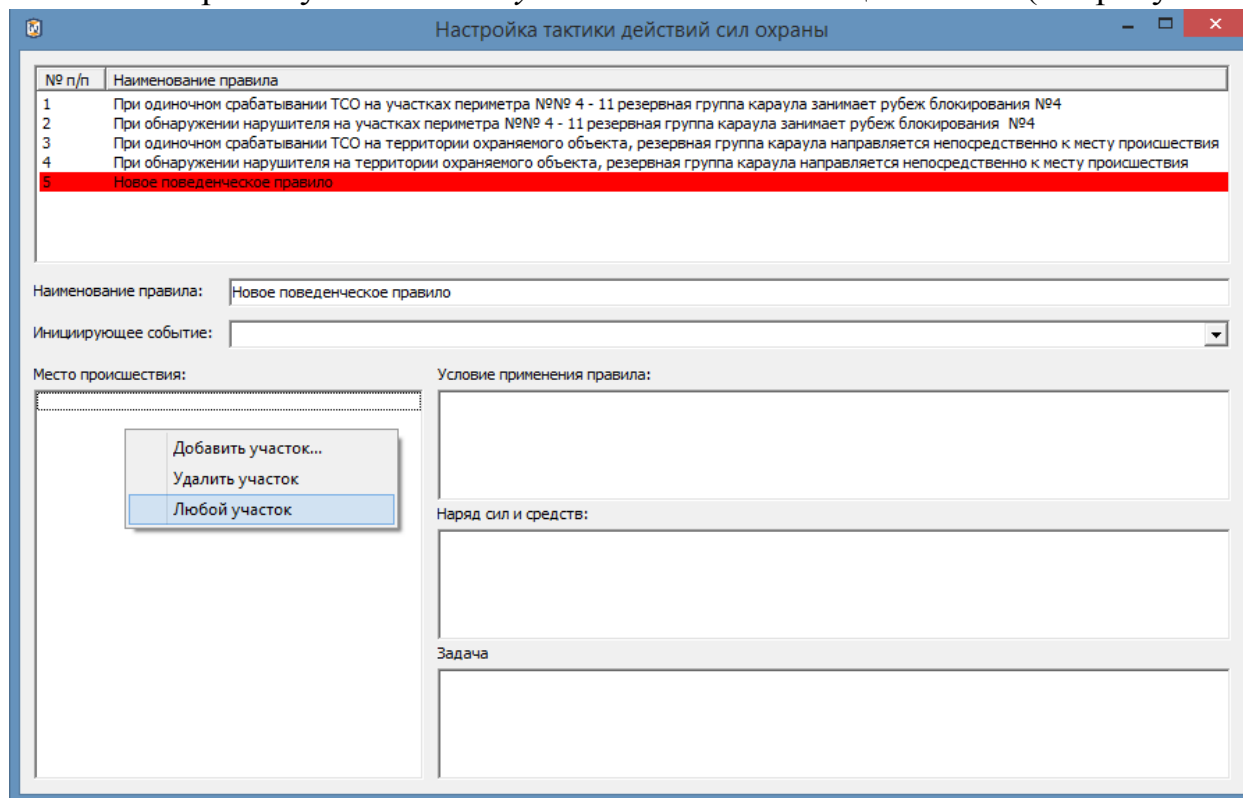 Настройка тактики действий сил охраны
№ п/п Наименование правила
1 При одиночном срабатывании ТСО на участках периметра №№ 4 - 11 резервная группа караула занимает рубеж блокирования №4
2 При обнаружении нарушителя на участках периметра №№ 4 - 11 резервная группа караула занимает рубеж блокирования №4
3 При одиночном срабатывании ТСО на территории охраняемого объекта, резервная группа караула направляется непосредственно к месту происшествия
4 При обнаружении нарушителя на территории охраняемого объекта, резервная группа караула направляется непосредственно к месту происшествия
5 Новое поведенческое правило
Наименование правила: Новое поведенческое правило
Инициирующее событие:
Место происшествия:
Условие применения правила:
Добавить участок...
Удалить участок
Любой участок
Наряд сил и средств:
Задача